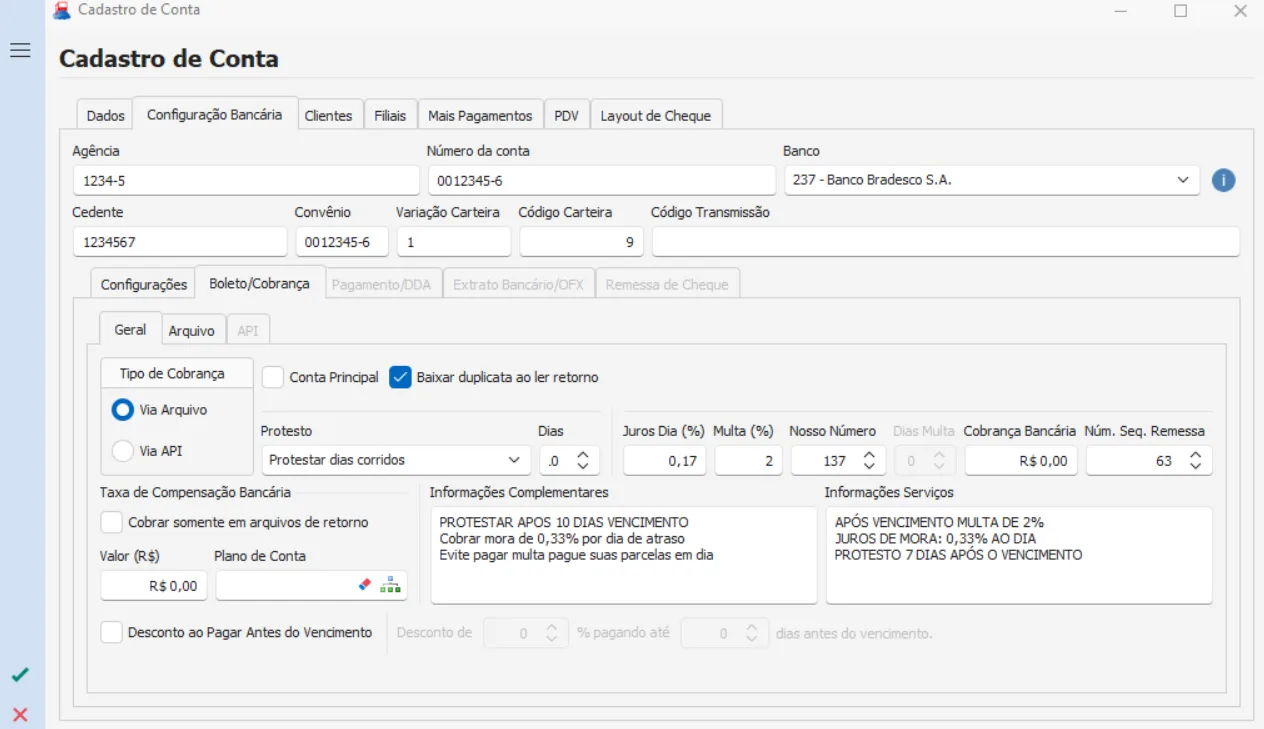 Cadastro de Conta
Cadastro de Conta
Dados Configuração Bancária Clientes Filiais Mais Pagamentos PDV Layout de Cheque
Agência Número da conta Banco
1234-5 0012345-6 237 - Banco Bradesco S.A.
Cedente Convênio Variação Carteira Código Carteira Código Transmissão
1234567 0012345-6 1 9
Configurações Boleto/Cobrança Pagamento/DDA Extrato Bancário/OFX Remessa de Cheque
Geral Arquivo API
Tipo de Cobrança Conta Principal Baixar duplicata ao ler retorno
Via Arquivo
Via API
Protesto Dias Juros Dia (%) Multa (%) Nosso Número Dias Multa Cobrança Bancária Núm. Seq. Remessa
Protestar dias corridos .0 0,17 2 137 0 R$ 0,00 63
Taxa de Compensação Bancária Informações Complementares Informações Serviços
Cobrar somente em arquivos de retorno
PROTESTAR APOS 10 DIAS VENCIMENTO
Cobrar mora de 0,33% por dia de atraso
Evite pagar multa pague suas parcelas em dia
APÓS VENCIMENTO MULTA DE 2%
JUROS DE MORA: 0,33% AO DIA
PROTESTO 7 DIAS APÓS O VENCIMENTO
Valor (R$) Plano de Conta
R$ 0,00
Desconto ao Pagar Antes do Vencimento Desconto de 0 % pagando até 0 dias antes do vencimento.